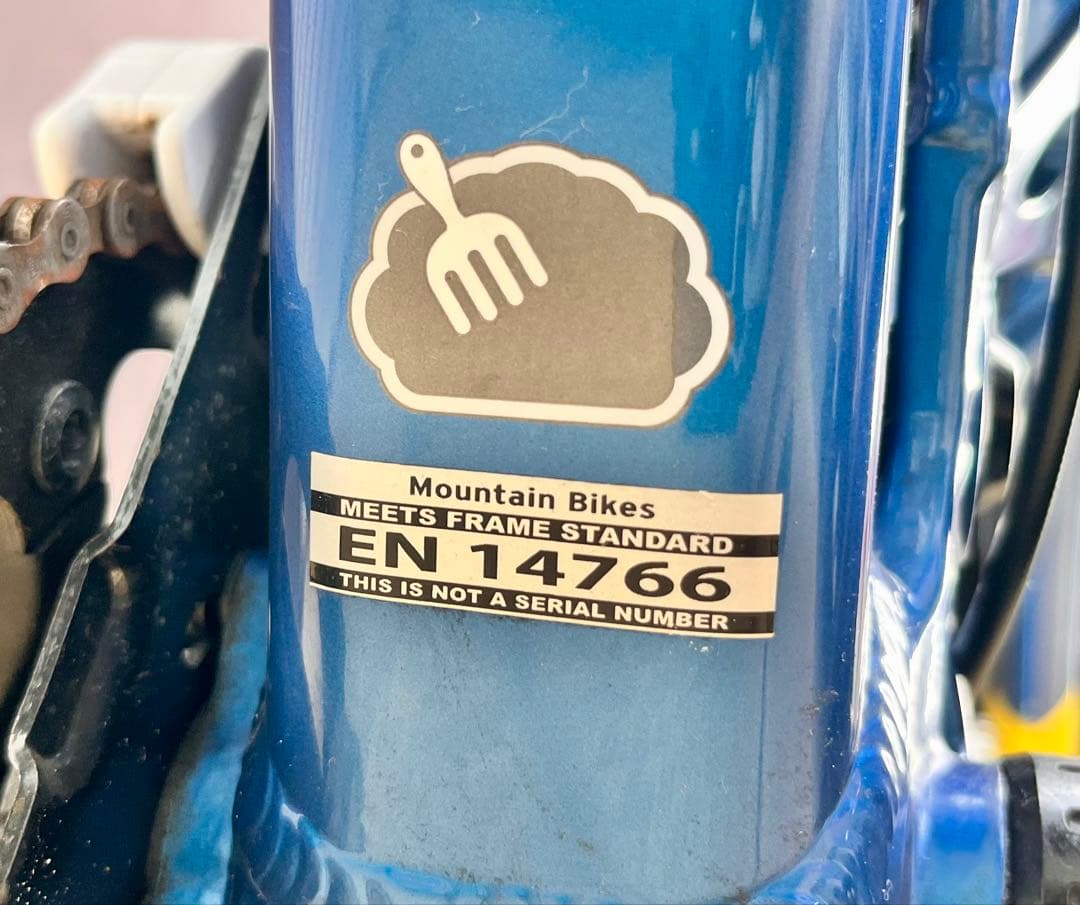 Mountain Bikes
MEETS FRAME STANDARD
EN 14766
THIS IS NOT A SERIAL NUMBER